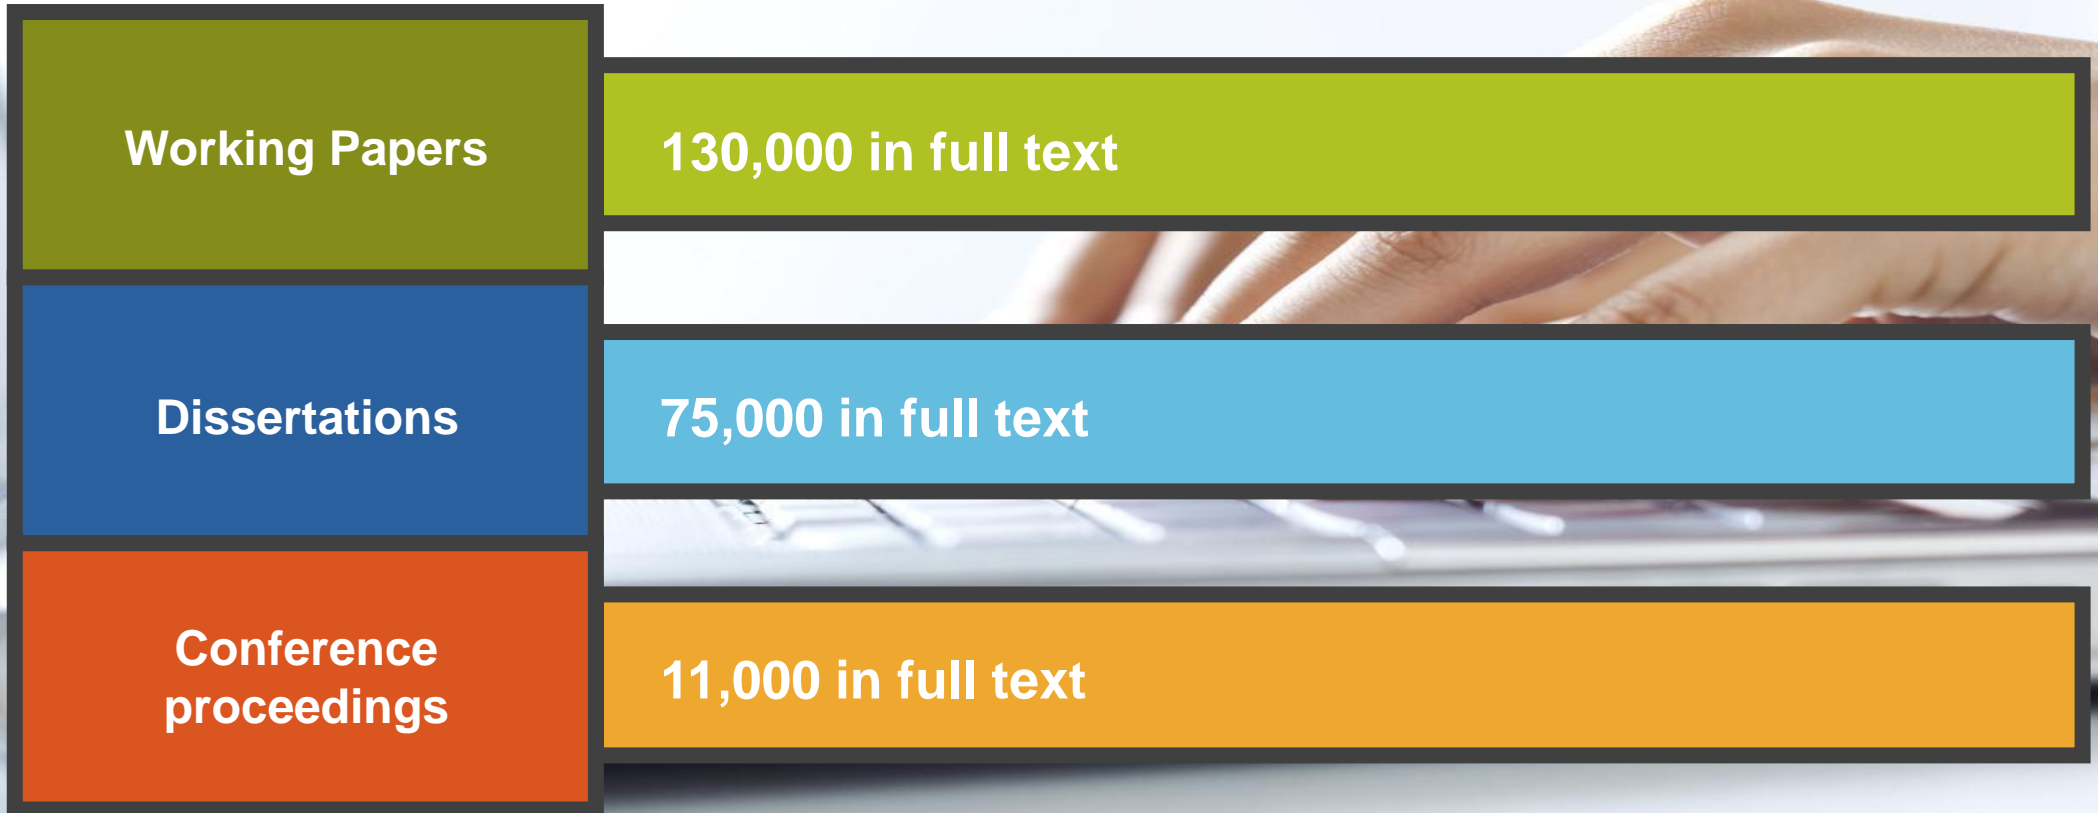 Working Papers
130,000 in full text
Dissertations
75,000 in full text
Conference
proceedings
11,000 in full text